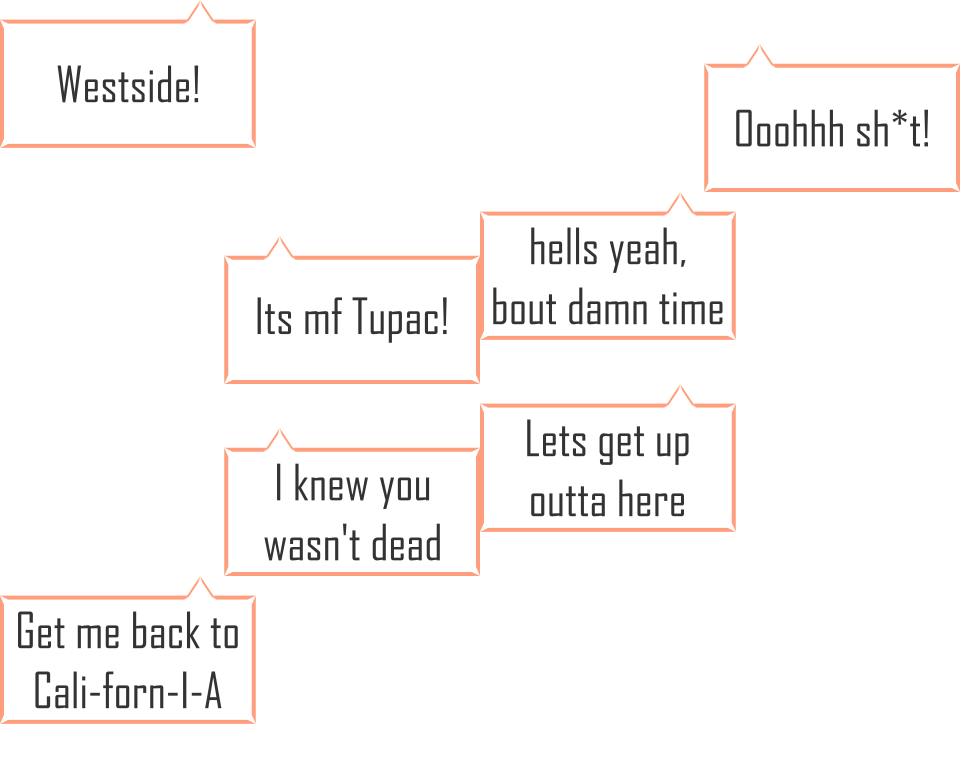 Westside!
Ooohhh sh*t!
hells yeah,
bout damn time
Its mf Tupac!
Lets get up
outta here
I knew you
wasn't dead
Get me back to
Cali-forn-I-A